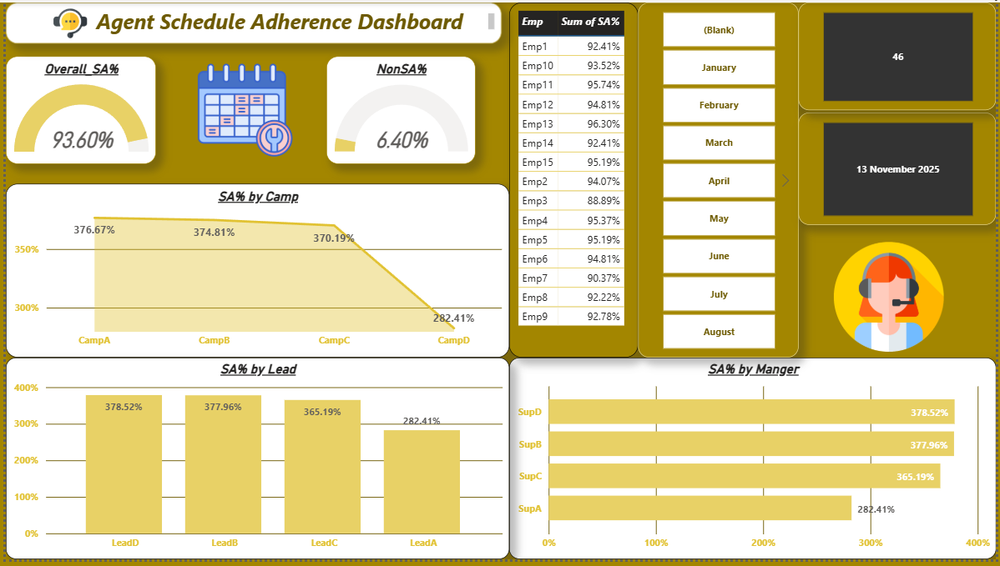 Agent Schedule Adherence Dashboard
Overall_SA%
93.60%
NonSA%
6.40%
Emp Sum of SA%
Emp1 92.41%
Emp10 93.52%
Emp11 95.74%
Emp12 94.81%
Emp13 96.30%
Emp14 92.41%
Emp15 95.19%
Emp2 94.07%
Emp3 88.89%
Emp4 95.37%
Emp5 95.19%
Emp6 94.81%
Emp7 90.37%
Emp8 92.22%
Emp9 92.78%
(Blank)
January
February
March
April
May
June
July
August
46
13 November 2025
SA% by Camp
376.67%
374.81%
370.19%
282.41%
350%
300%
CampA CampB CampC CampD
SA% by Lead
400%
300%
200%
100%
0%
378.52%
377.96%
365.19%
282.41%
LeadD LeadB LeadC LeadA
SA% by Manger
SupD 378.52%
SupB 377.96%
SupC 365.19%
SupA 282.41%
0% 100% 200% 300% 400%